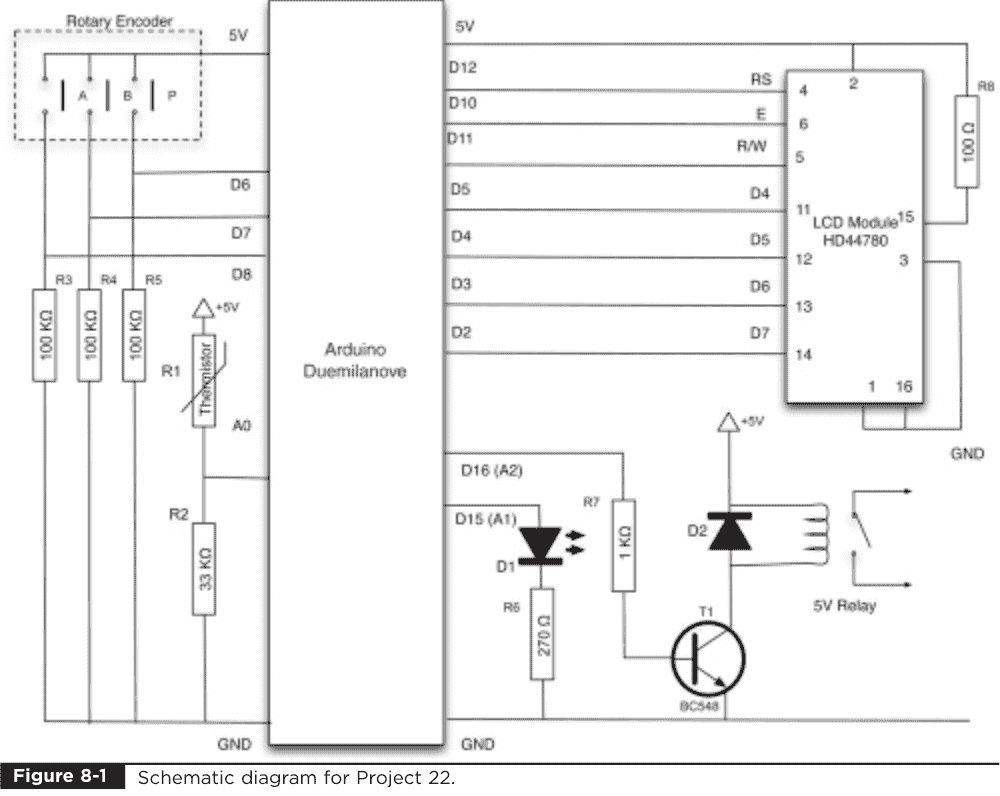 Rotary Encoder
5V
A
B
P
D6
D7
D8
R3
R4
R5
100 KΩ
100 KΩ
100 KΩ
+5V
R1
Thermistor
A0
R2
33 KΩ
GND
Arduino
Duemilanove
5V
D12
RS
4
D10
E
6
D11
R/W
5
D5
D4
11
D4
D5
12
D3
D6
13
D2
D7
14
2
LCD Module
HD44780
15
3
1
16
R8
100 Ω
GND
D16 (A2)
D15 (A1)
R7
1 KΩ
D1
R6
270 Ω
+5V
D2
T1
BC548
5V Relay
GND
Figure 8-1 Schematic diagram for Project 22.